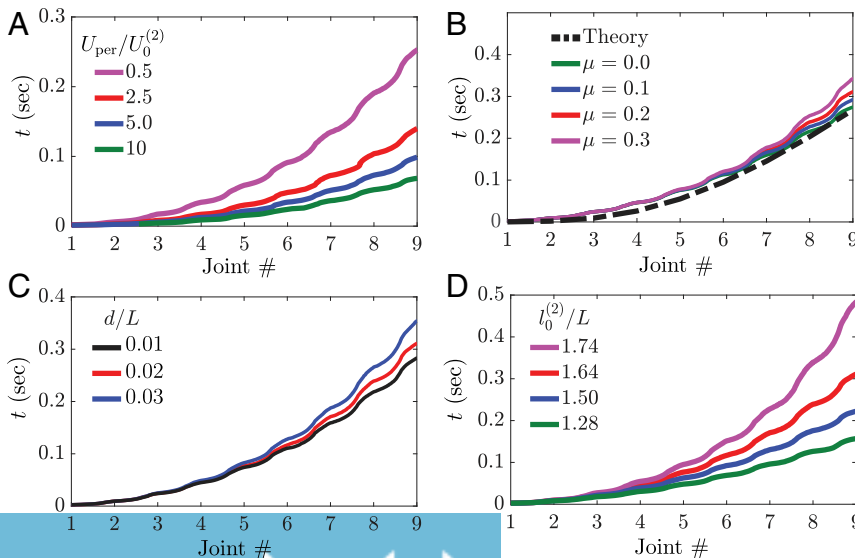 A
U_per/U_0^(2)
0.5
2.5
5.0
10
t (sec)
0.3
0.2
0.1
0
1 2 3 4 5 6 7 8 9
Joint #
B
Theory
μ = 0.0
μ = 0.1
μ = 0.2
μ = 0.3
t (sec)
0.4
0.3
0.2
0.1
0
1 2 3 4 5 6 7 8 9
Joint #
C
d/L
0.01
0.02
0.03
t (sec)
0.4
0.3
0.2
0.1
0
1 2 3 4 5 6 7 8 9
Joint #
D
l_0^(2)/L
1.74
1.64
1.50
1.28
t (sec)
0.5
0.4
0.3
0.2
0.1
0
1 2 3 4 5 6 7 8 9
Joint #